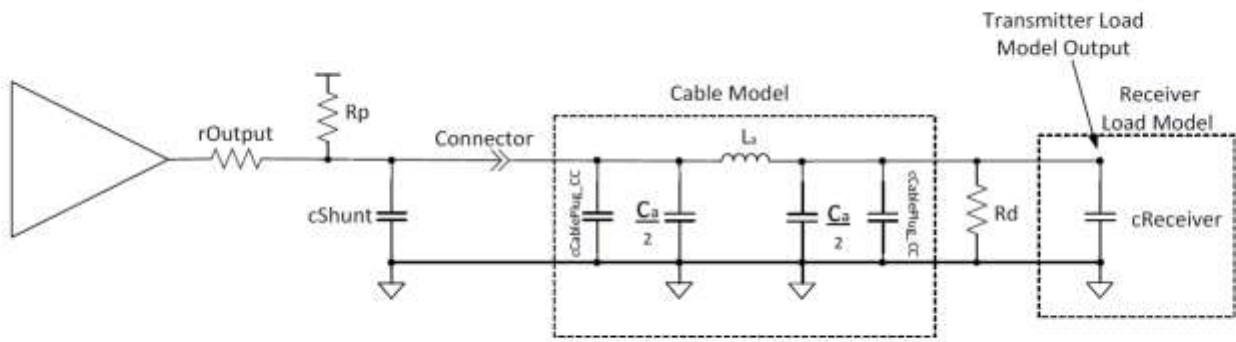 Transmitter Load
Model Output
Receiver
Load Model
Cable Model
Rp
rOutput
Connector
La
cShunt
cCablePlug_CC
Ca
2
Ca
2
cCablePlug_CC
Rd
cReceiver